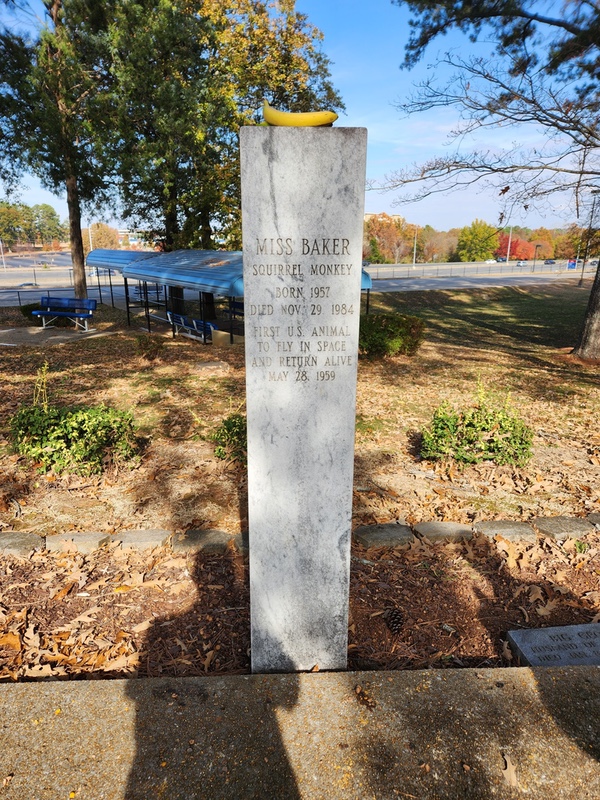 MISS BAKER
SQUIRREL MONKEY
BORN 1957
DIED NOV. 29, 1984
FIRST U.S. ANIMAL
TO FLY IN SPACE
AND RETURN ALIVE
MAY 28, 1959
BIG